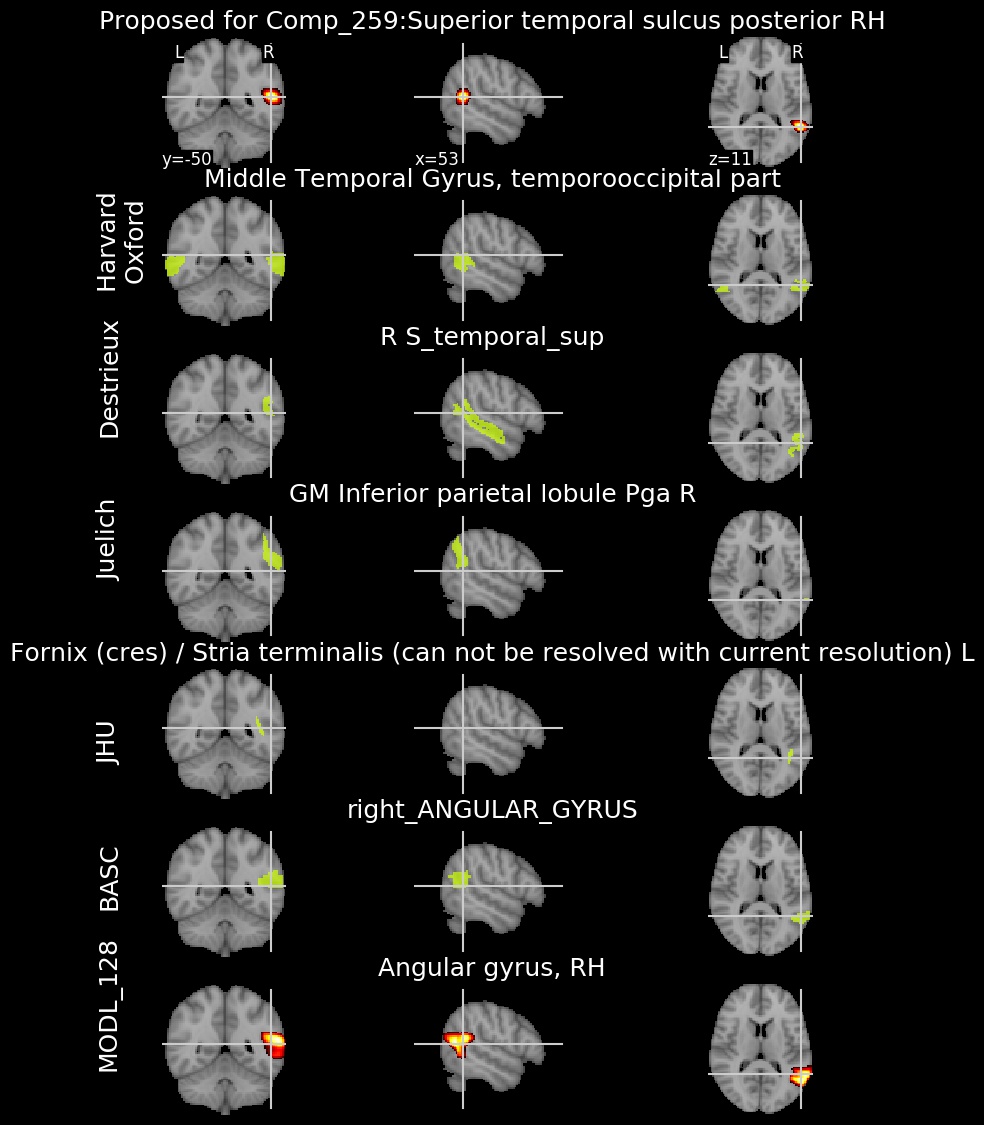 Proposed for Comp_259:Superior temporal sulcus posterior RH
L R
L R
y=-50 x=53 z=11
Middle Temporal Gyrus, temporooccipital part
Harvard
Oxford
R S_temporal_sup
Destrieux
GM Inferior parietal lobule Pga R
Juelich
Fornix (cres) / Stria terminalis (can not be resolved with current resolution) L
JHU
right_ANGULAR_GYRUS
BASC
Angular gyrus, RH
MODL_128